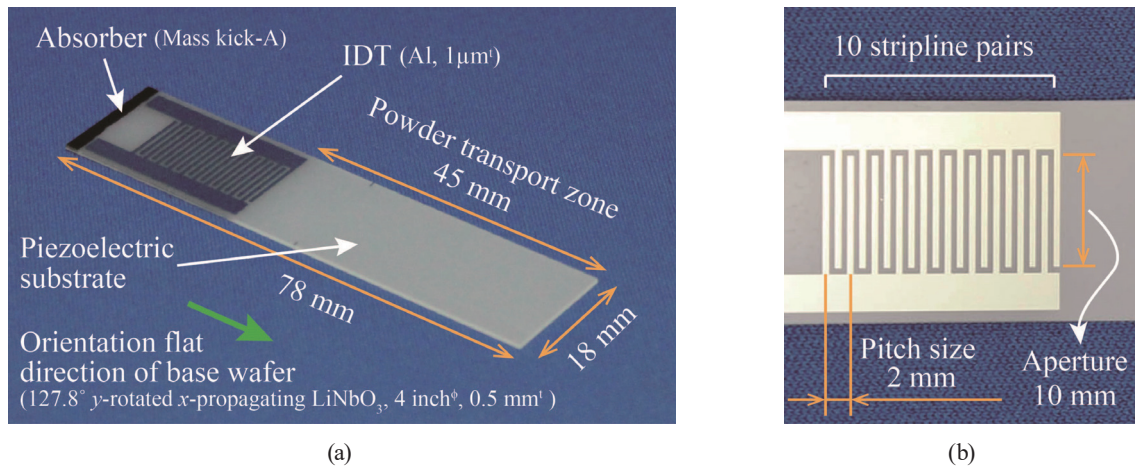 Absorber (Mass kick-A)
IDT (Al, 1μmᵗ)
Powder transport zone
45 mm
Piezoelectric
substrate
78 mm
18 mm
Orientation flat
direction of base wafer
(127.8° y-rotated x-propagating LiNbO₃, 4 inchᶲ, 0.5 mmᵗ )
(a)
10 stripline pairs
Pitch size
2 mm
Aperture
10 mm
(b)